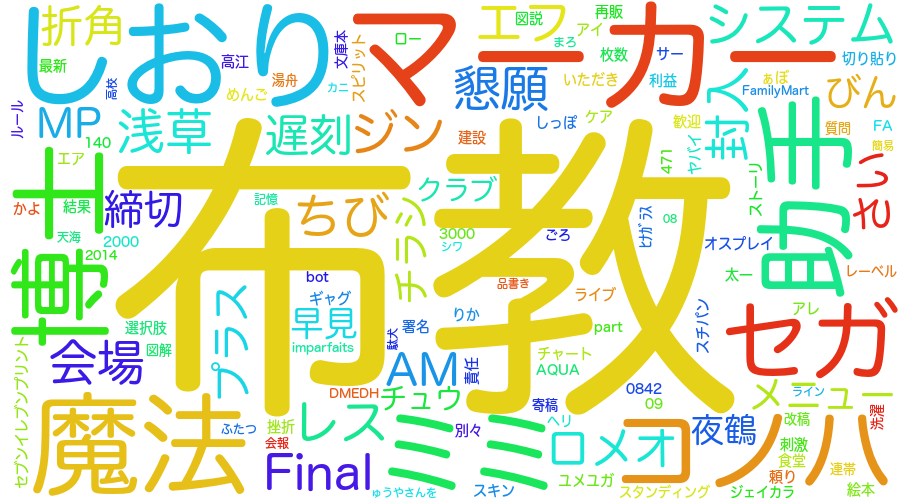 しおり
マーカー
エフ
図説
再販
アイ
まろ
システム
折角
最新
高校
高江
湯舟
めんご
カニ
文庫本
スピリット
ロー
枚数
サー
いただき
利益
切り貼り
ぁぽ
FamilyMart
びん
懇願
ルール
MP
140
浅草
遅刻
ジン
建設
しっぽ
ケア
歓迎
ヤバイ
封入
質問
FA
簡易
助手
さい
471
エア
博士
かよ
結果
締切
記憶
ちび
クラブ
天海
2000
2014
布教
チラシ
3000
シワ
ごろ
ﾋﾅｶﾞﾗｽ
08
ストーリー
オスプレイ
太一
レーベル
bot
ギャグ
品書き
ライブ
アレ
セガ
選択肢
図解
プラス
早見
imparfaits
署名
りか
駄犬
part
スチパン
会場
セブンイレブンプリント
AM
責任
チャート
AQUA
DMEDH
チュウ
0842
09
メニュー
ライン
魔法
ふたつ
挫折
会報
レス
ミミ
別々
寄稿
ヘリ
ロメオ
コノハ
夜鶴
改稿
洗濯
刺激
食堂
頼り
連帯
Final
ゅうやさんを
スキン
ユメユガ
スタンディング
ジェイカラ
絵本